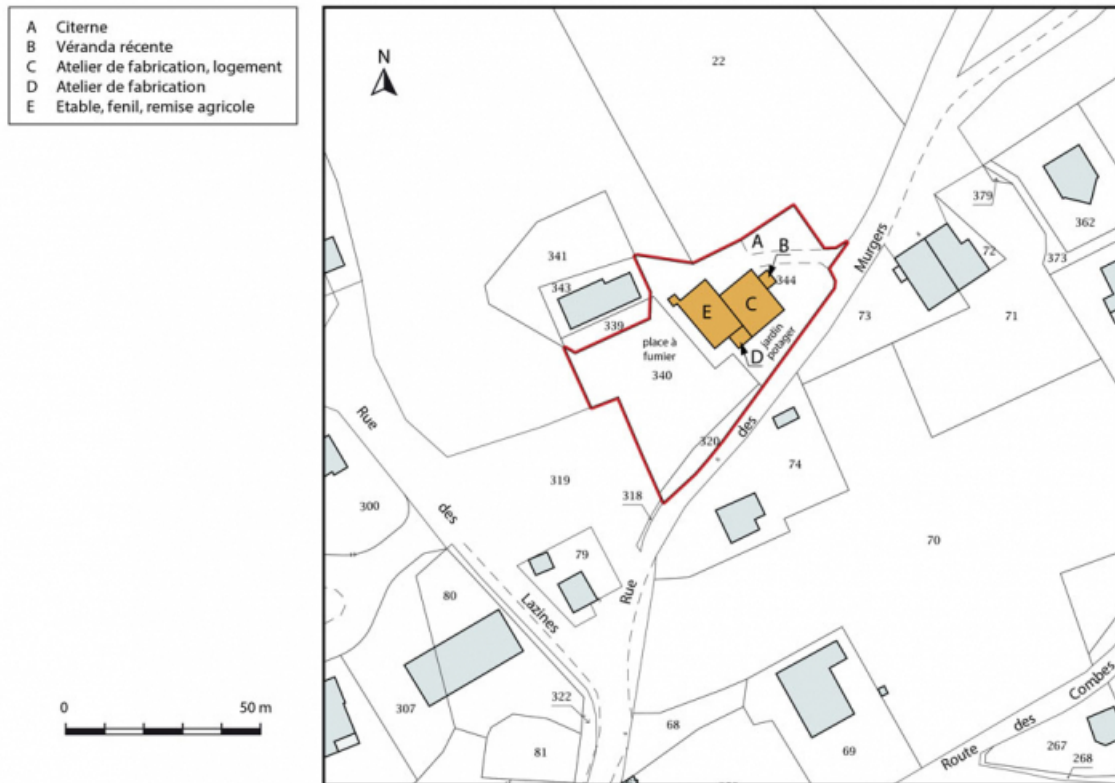 A Citerne
B Véranda récente
C Atelier de fabrication, logement
D Atelier de fabrication
E Etable, fenil, remise agricole
N
22
379
362
341
A
B
Murgers
72
373
343
344
E
C
339
73
71
place à
fumier
jardin
potager
D
340
Rue
320
des
74
319
318
300
des
70
79
80
Lazines
Rue
Combes
0 50 m
322
307
68
des
81
69
Route
267
268